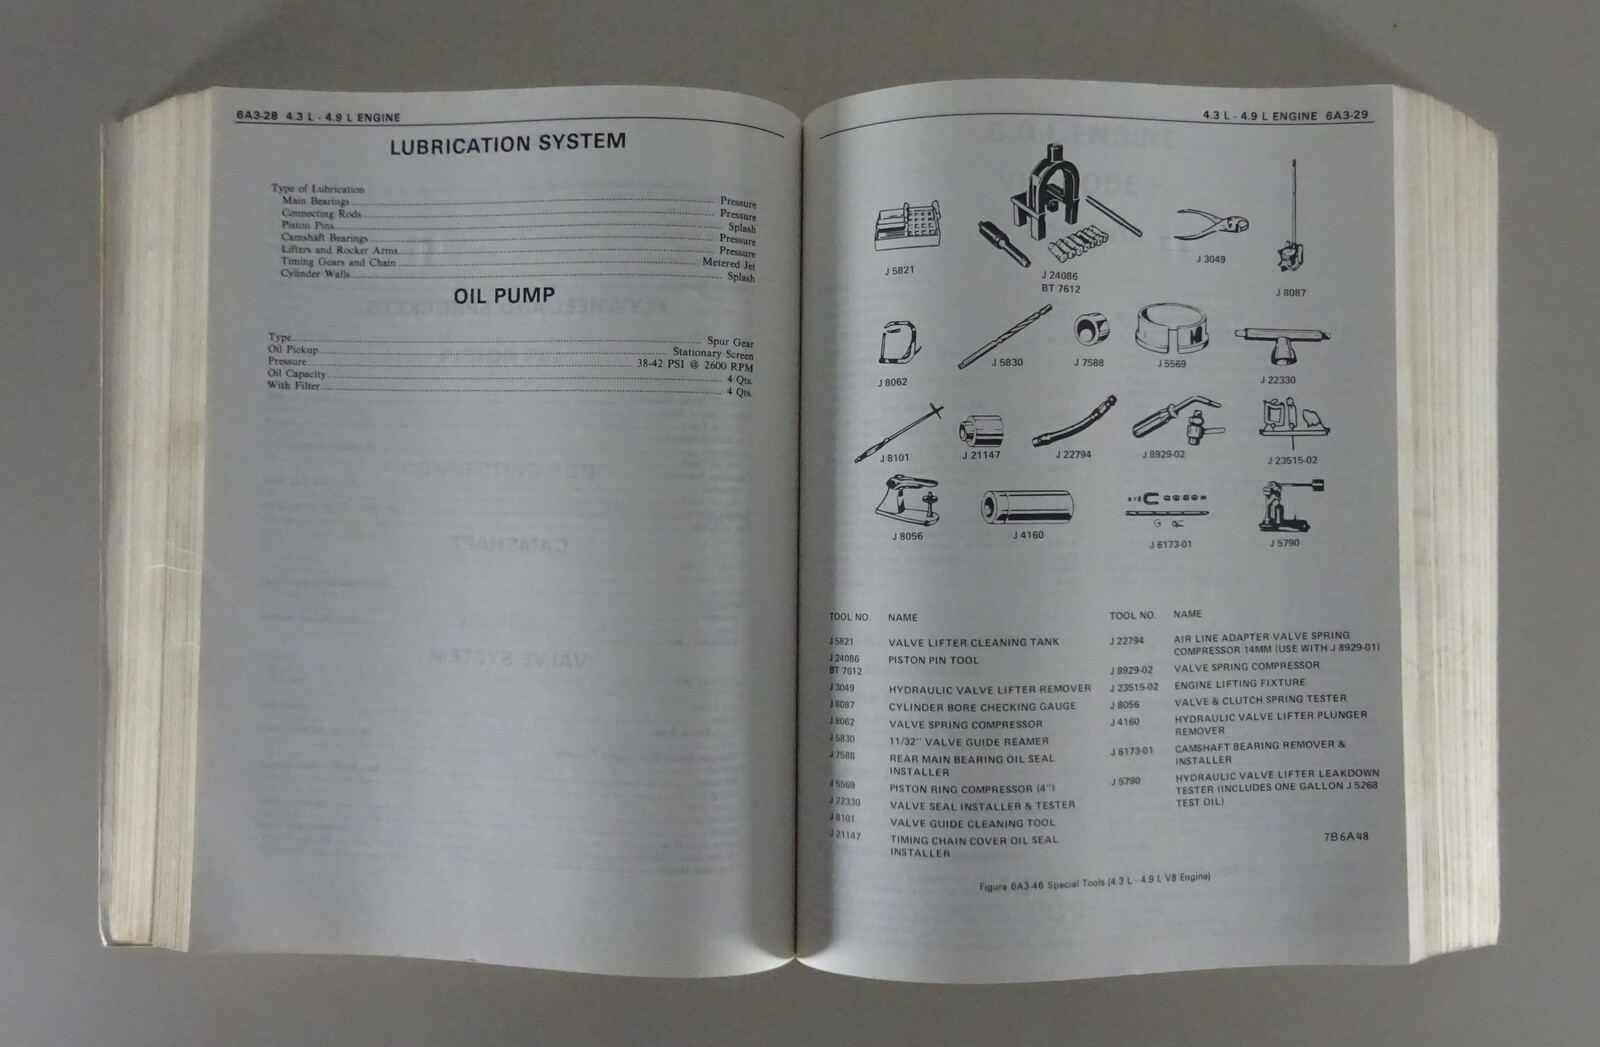 6A3-28 4.3 L - 4.9 L ENGINE
LUBRICATION SYSTEM
Type of Lubrication
Main Bearings Pressure
Connecting Rods Pressure
Piston Pins Splash
Camshaft Bearings Pressure
Lifters and Rocker Arms Pressure
Timing Gears and Chain Metered Jet
Cylinder Walls Splash
OIL PUMP
Type Spur Gear
Oil Pickup Stationary Screen
Pressure 38-42 PSI @ 2600 RPM
Oil Capacity 4 Qts.
With Filter 4 Qts.
4.3 L - 4.9 L ENGINE 6A3-29
J 5821
J 24086
BT 7612
J 3049
J 8087
J 8062
J 5830
J 7588
J 5569
J 22330
J 8101
J 21147
J 22794
J 8929-02
J 23515-02
J 8056
J 4160
J 6173-01
J 5790
TOOL NO. NAME
J 5821 VALVE LIFTER CLEANING TANK
J 24086 PISTON PIN TOOL
BT 7612
J 3049 HYDRAULIC VALVE LIFTER REMOVER
J 8087 CYLINDER BORE CHECKING GAUGE
J 8062 VALVE SPRING COMPRESSOR
J 5830 11/32" VALVE GUIDE REAMER
J 7588 REAR MAIN BEARING OIL SEAL
INSTALLER
J 5569 PISTON RING COMPRESSOR (4")
J 22330 VALVE SEAL INSTALLER & TESTER
J 8101 VALVE GUIDE CLEANING TOOL
J 21147 TIMING CHAIN COVER OIL SEAL
INSTALLER
TOOL NO. NAME
J 22794 AIR LINE ADAPTER-VALVE SPRING
COMPRESSOR 14MM (USE WITH J 8929-01)
J 8929-02 VALVE SPRING COMPRESSOR
J 23515-02 ENGINE LIFTING FIXTURE
J 8056 VALVE & CLUTCH SPRING TESTER
J 4160 HYDRAULIC VALVE LIFTER PLUNGER
REMOVER
J 6173-01 CAMSHAFT BEARING REMOVER &
INSTALLER
J 5790 HYDRAULIC VALVE LIFTER LEAKDOWN
TESTER (INCLUDES ONE GALLON J 5268
TEST OIL)
7B6A48
Figure 6A3-46 Special Tools (4.3 L - 4.9 L V8 Engine)